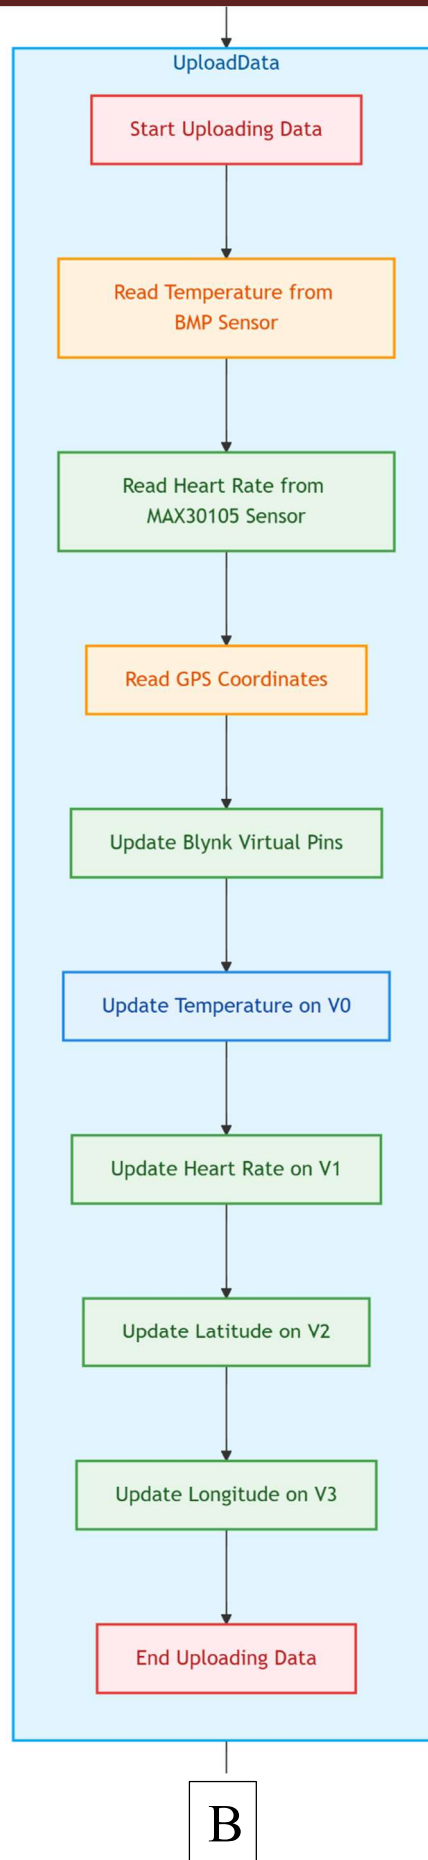 UploadData
Start Uploading Data
Read Temperature from
BMP Sensor
Read Heart Rate from
MAX30105 Sensor
Read GPS Coordinates
Update Blynk Virtual Pins
Update Temperature on V0
Update Heart Rate on V1
Update Latitude on V2
Update Longitude on V3
End Uploading Data
B